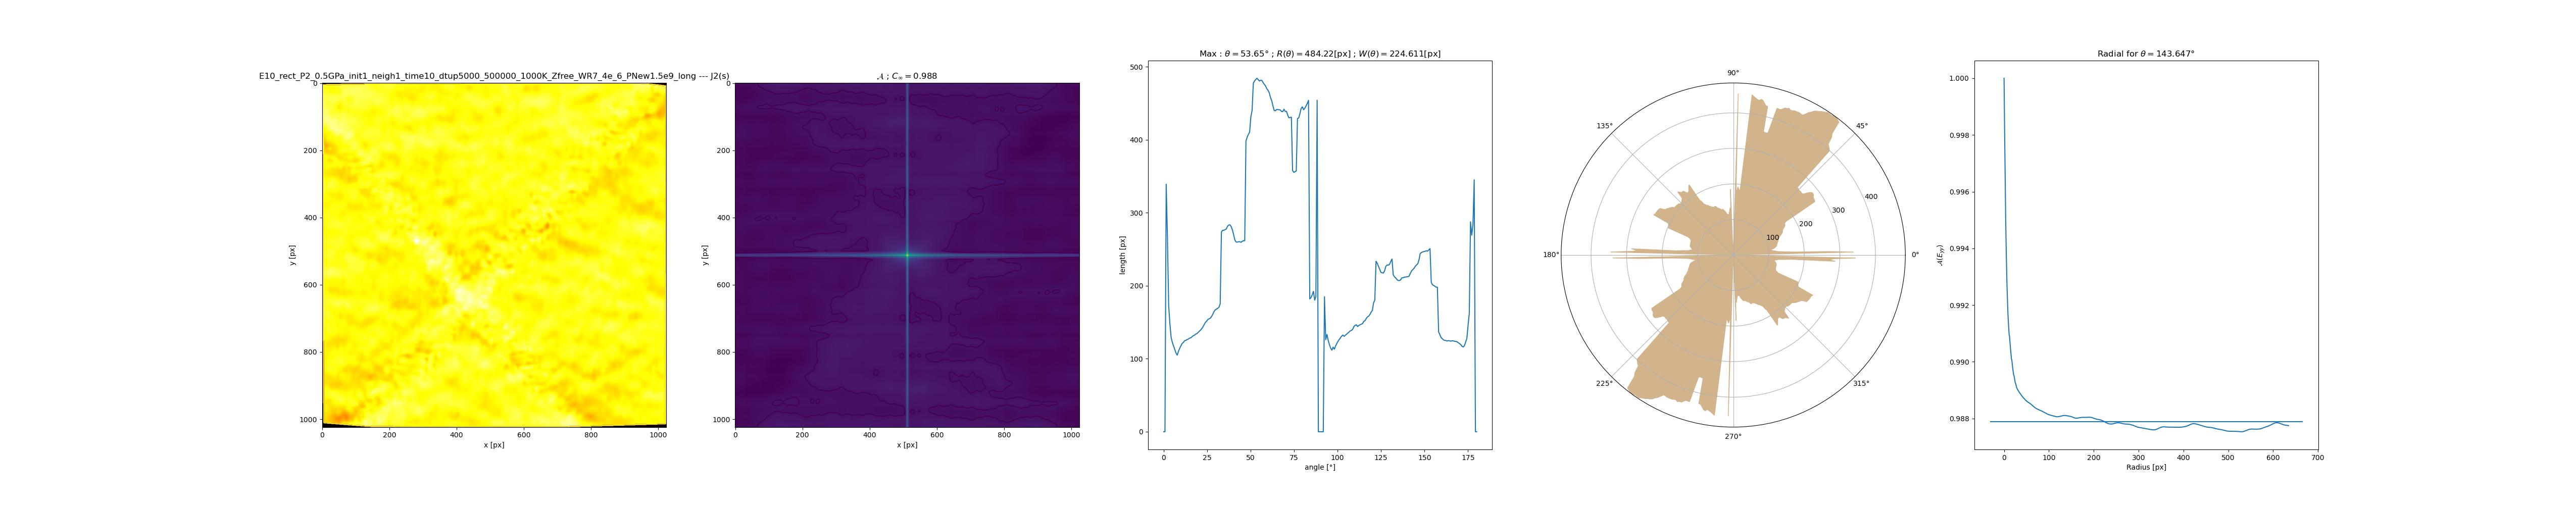 E10_rect_P2_0.5GPa_init1_neigh1_time10_dtup5000_500000_1000K_Zfree_WR7_4e_6_PNew1.5e9_long --- J2(s)
0
200
400
600
800
1000
y [px]
0 200 400 600 800 1000
x [px]
𝒜 ; C∞ = 0.988
0
200
400
600
800
1000
y [px]
0 200 400 600 800 1000
x [px]
Max : θ = 53.65° ; R(θ) = 484.22[px] ; W(θ) = 224.611[px]
500
400
300
200
100
0
length [px]
0 25 50 75 100 125 150 175
angle [°]
90°
135° 45°
180° 0°
225° 315°
270°
100 200 300 400
Radial for θ = 143.647°
1.000
0.998
0.996
0.994
0.992
0.990
0.988
𝒜(Eyy)
0 100 200 300 400 500 600 700
Radius [px]